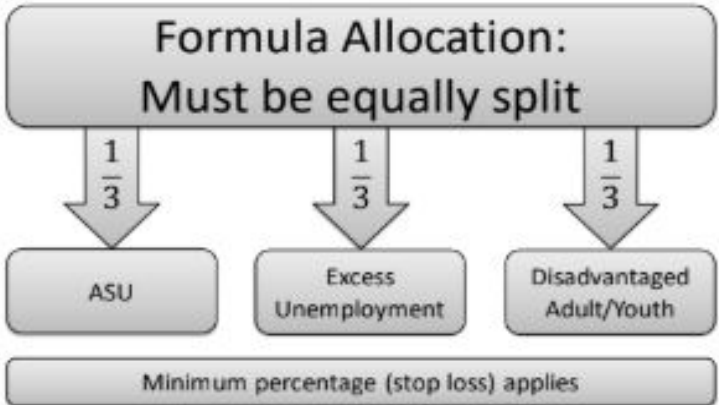 Formula Allocation:
Must be equally split
1/3
1/3
1/3
ASU
Excess
Unemployment
Disadvantaged
Adult/Youth
Minimum percentage (stop loss) applies